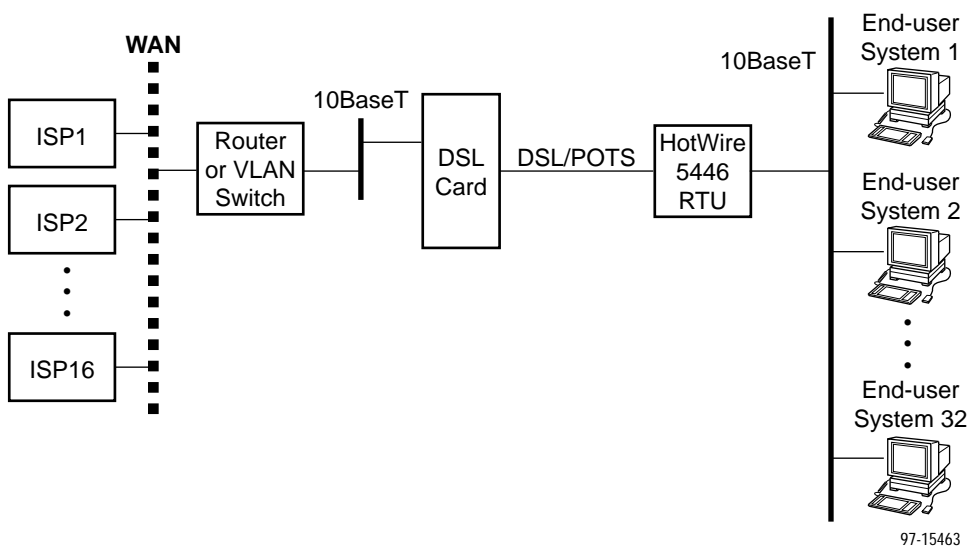 WAN
ISP1
ISP2
ISP16
Router
or VLAN
Switch
10BaseT
DSL
Card
DSL/POTS
HotWire
5446
RTU
10BaseT
End-user
System 1
End-user
System 2
End-user
System 32
97-15463